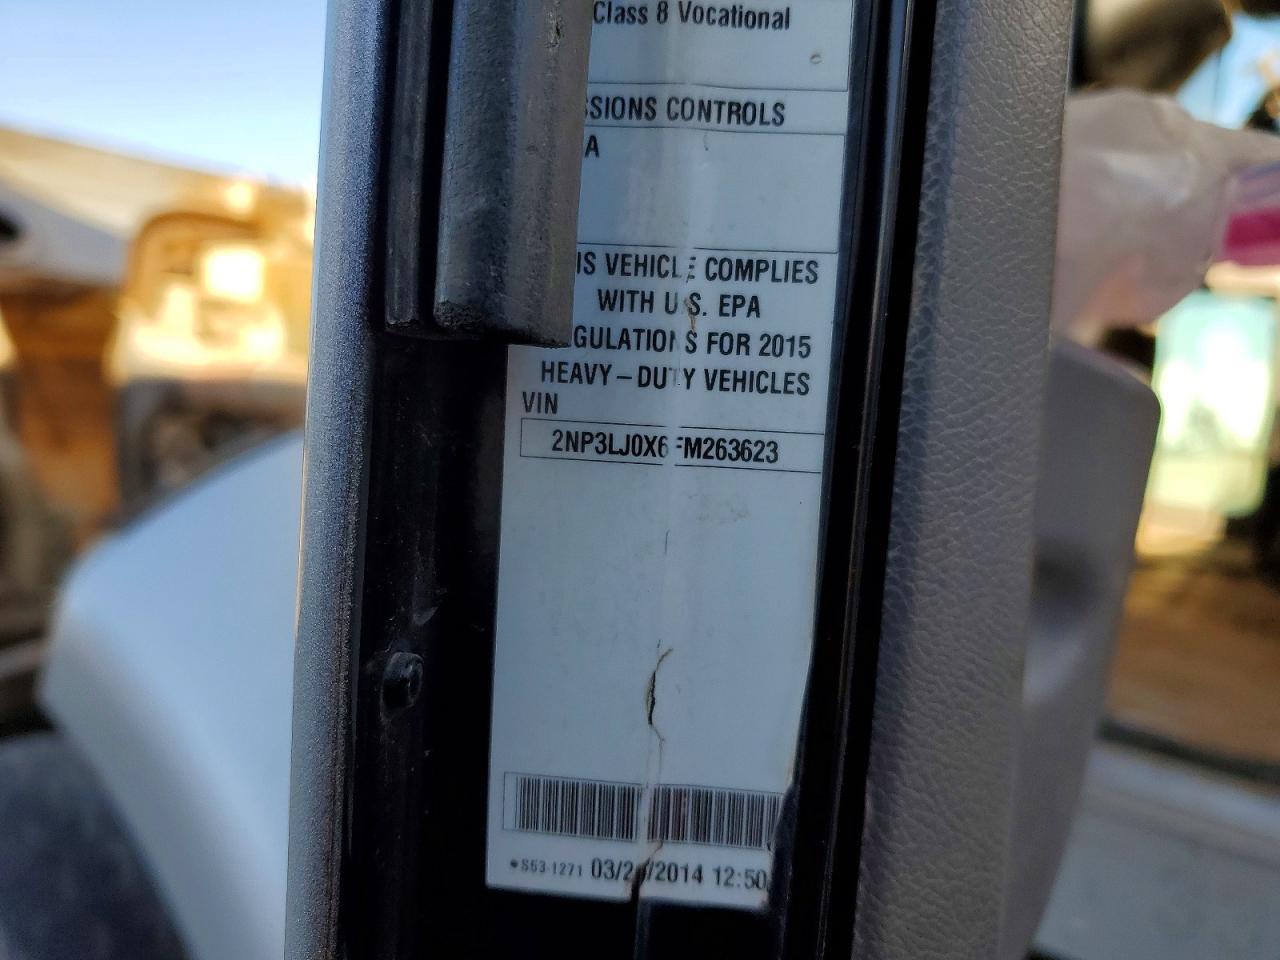 Class 8 Vocational
SSIONS CONTROLS
A
IS VEHICLE COMPLIES
WITH U.S. EPA
GULATIONS FOR 2015
HEAVY-DUTY VEHICLES
VIN
2NP3LJ0X6FM263623
*S53-1271 03/2 /2014 12:50